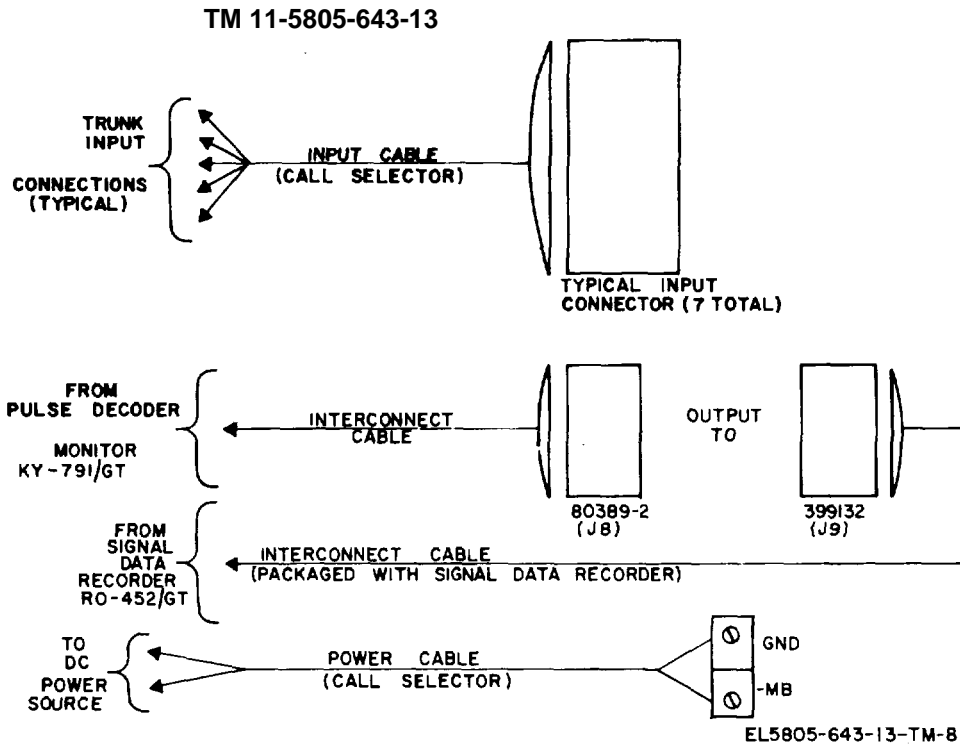 TM 11-5805-643-13
TRUNK
INPUT
CONNECTIONS
(TYPICAL)
INPUT CABLE
(CALL SELECTOR)
TYPICAL INPUT
CONNECTOR (7 TOTAL)
FROM
PULSE DECODER
MONITOR
KY-791/GT
INTERCONNECT
CABLE
80389-2
(J8)
OUTPUT
TO
399132
(J9)
FROM
SIGNAL
DATA
RECORDER
RO-452/GT
INTERCONNECT CABLE
(PACKAGED WITH SIGNAL DATA RECORDER)
TO
DC
POWER
SOURCE
POWER CABLE
(CALL SELECTOR)
GND
-MB
EL5805-643-13-TM-8